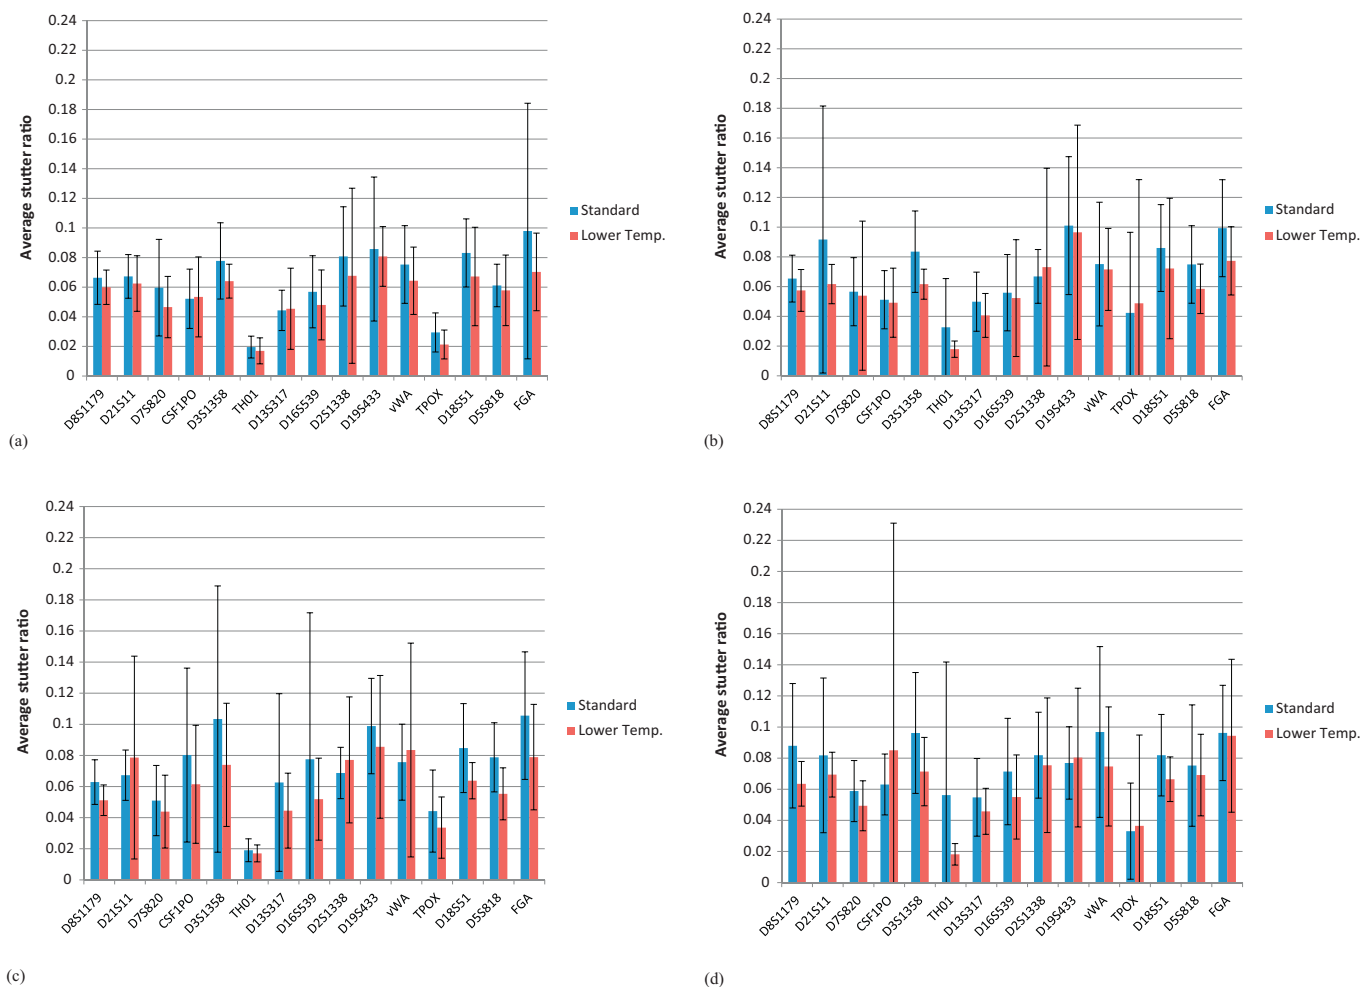 0.24
0.22
0.2
0.18
0.16
0.14
0.12
0.1
0.08
0.06
0.04
0.02
0
Average stutter ratio
D8S1179 D21S11 D7S820 CSF1PO D3S1358 TH01 D13S317 D16S539 D2S1338 D19S433 vWA TPOX D18S51 D5S818 FGA
Standard
Lower Temp.
(a)
0.24
0.22
0.2
0.18
0.16
0.14
0.12
0.1
0.08
0.06
0.04
0.02
0
Average stutter ratio
D8S1179 D21S11 D7S820 CSF1PO D3S1358 TH01 D13S317 D16S539 D2S1338 D19S433 vWA TPOX D18S51 D5S818 FGA
Standard
Lower Temp.
(b)
0.24
0.22
0.2
0.18
0.16
0.14
0.12
0.1
0.08
0.06
0.04
0.02
0
Average stutter ratio
D8S1179 D21S11 D7S820 CSF1PO D3S1358 TH01 D13S317 D16S539 D2S1338 D19S433 vWA TPOX D18S51 D5S818 FGA
Standard
Lower Temp.
(c)
0.24
0.22
0.2
0.18
0.16
0.14
0.12
0.1
0.08
0.06
0.04
0.02
0
Average stutter ratio
D8S1179 D21S11 D7S820 CSF1PO D3S1358 TH01 D13S317 D16S539 D2S1338 D19S433 vWA TPOX D18S51 D5S818 FGA
Standard
Lower Temp.
(d)